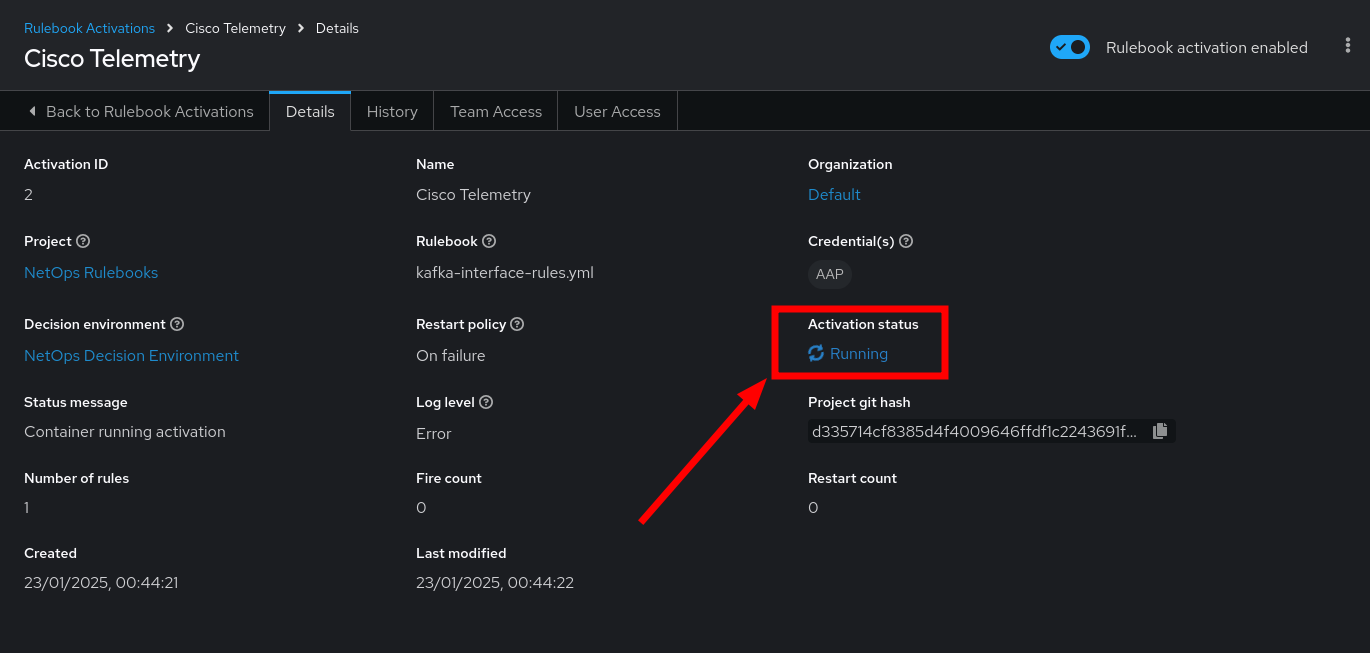 Rulebook Activations > Cisco Telemetry > Details
Cisco Telemetry
Rulebook activation enabled
Back to Rulebook Activations
Details
History
Team Access
User Access
Activation ID
2
Name
Cisco Telemetry
Organization
Default
Project
NetOps Rulebooks
Rulebook
kafka-interface-rules.yml
Credential(s)
AAP
Decision environment
NetOps Decision Environment
Restart policy
On failure
Activation status
Running
Status message
Container running activation
Log level
Error
Project git hash
d335714cf8385d4f4009646ffdf1c2243691f...
Number of rules
1
Fire count
0
Restart count
0
Created
23/01/2025, 00:44:21
Last modified
23/01/2025, 00:44:22